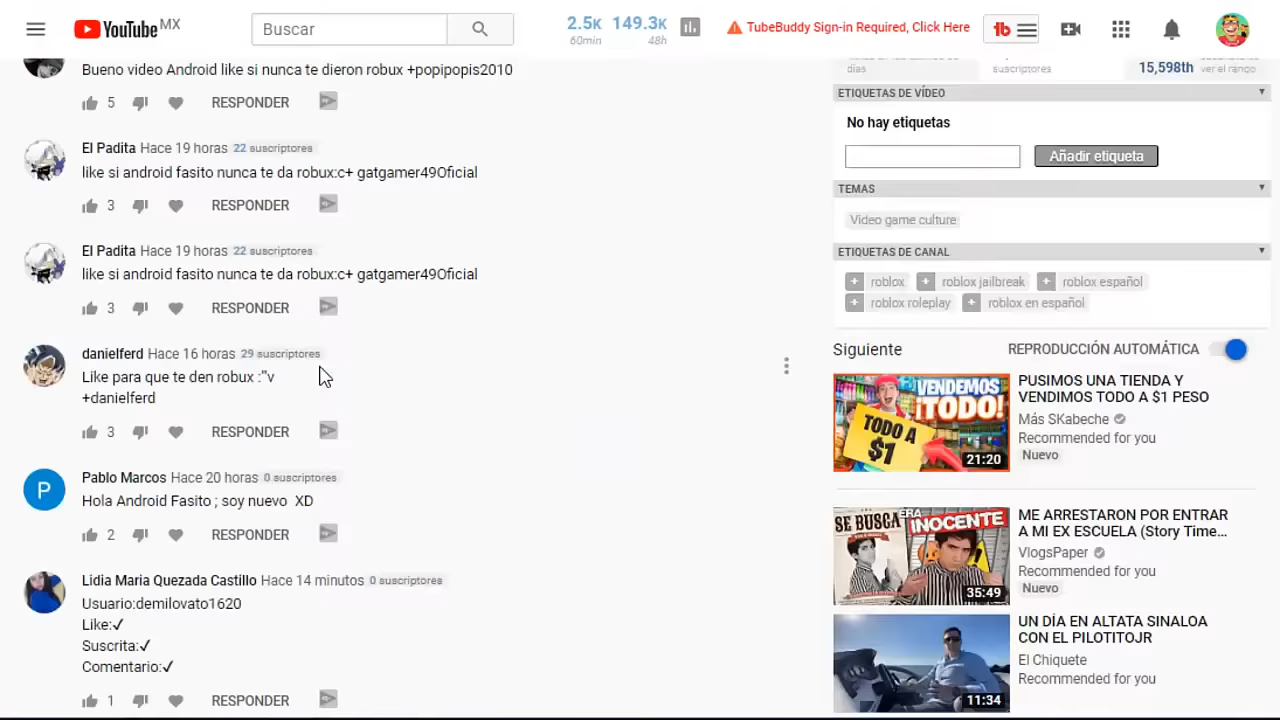 YouTube MX
Buscar
2.5K 149.3K
60min 48h
TubeBuddy Sign-in Required, Click Here
tb
Bueno video Android like si nunca te dieron robux +popipopis2010
5 RESPONDER
El Padita Hace 19 horas 22 suscriptores
like si android fasito nunca te da robux:c+ gatgamer49Oficial
3 RESPONDER
El Padita Hace 19 horas 22 suscriptores
like si android fasito nunca te da robux:c+ gatgamer49Oficial
3 RESPONDER
danielferd Hace 16 horas 29 suscriptores
Like para que te den robux :"v
+danielferd
3 RESPONDER
P
Pablo Marcos Hace 20 horas 0 suscriptores
Hola Android Fasito ; soy nuevo XD
2 RESPONDER
Lidia Maria Quezada Castillo Hace 14 minutos 0 suscriptores
Usuario:demilovato1620
Like:✓
Suscrita:✓
Comentario:✓
1 RESPONDER
días suscriptores 15,598th ver el rango
ETIQUETAS DE VÍDEO
No hay etiquetas
Añadir etiqueta
TEMAS
Video game culture
ETIQUETAS DE CANAL
+ roblox + roblox jailbreak + roblox español
+ roblox roleplay + roblox en español
Siguiente REPRODUCCIÓN AUTOMÁTICA
VENDEMOS
¡TODO!
TODO A
$1
21:20
PUSIMOS UNA TIENDA Y
VENDIMOS TODO A $1 PESO
Más SKabeche
Recommended for you
Nuevo
SE BUSCA
ERA
INOCENTE
35:49
ME ARRESTARON POR ENTRAR
A MI EX ESCUELA (Story Time...
VlogsPaper
Recommended for you
Nuevo
11:34
UN DÍA EN ALTATA SINALOA
CON EL PILOTITOJR
El Chiquete
Recommended for you